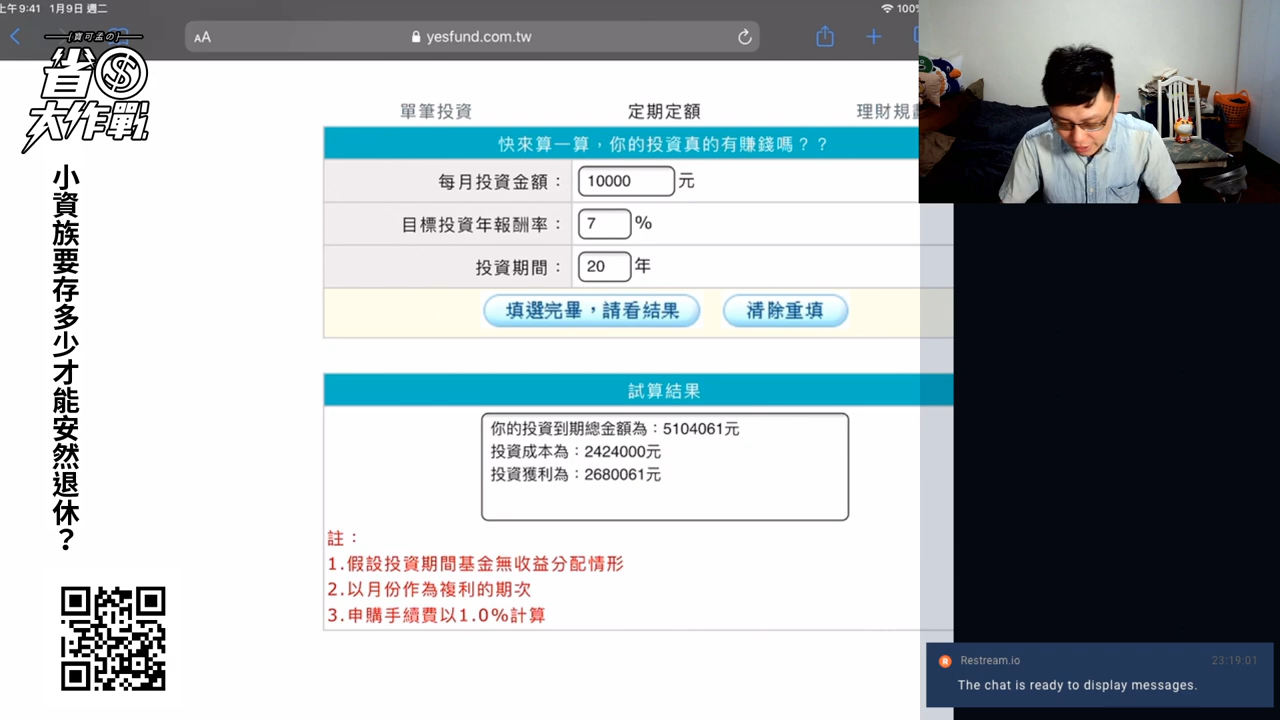 上午9:41 1月9日 週二
100%
AA
yesfund.com.tw
{寶可孟の}
省$
大作戰
小資族要存多少才能安然退休？
單筆投資
定期定額
理財規劃
快來算一算，你的投資真的有賺錢嗎？？
每月投資金額： 10000 元
目標投資年報酬率： 7 %
投資期間： 20 年
填選完畢，請看結果
清除重填
試算結果
你的投資到期總金額為：5104061元
投資成本為：2424000元
投資獲利為：2680061元
註：
1.假設投資期間基金無收益分配情形
2.以月份作為複利的期次
3.申購手續費以1.0%計算
R Restream.io 23:19:01
The chat is ready to display messages.